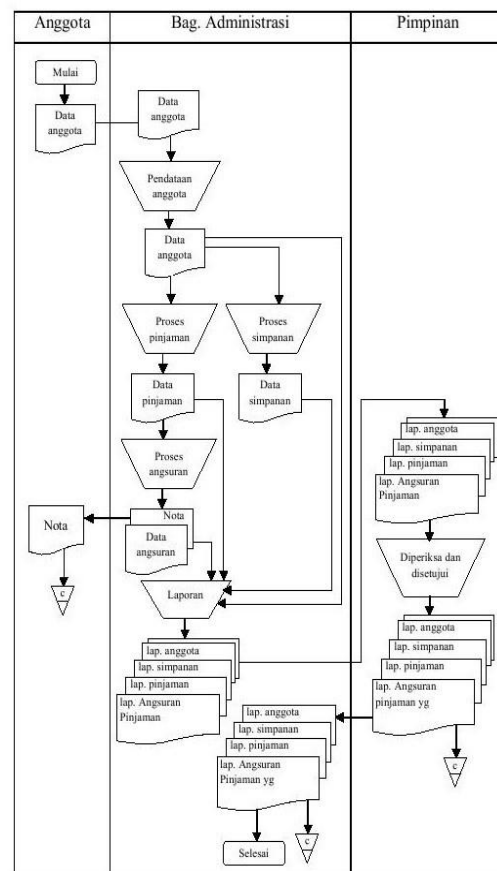 Anggota
Bag. Administrasi
Pimpinan
Mulai
Data
anggota
Data
anggota
Pendataan
anggota
Data
anggota
Proses
pinjaman
Proses
simpanan
Data
pinjaman
Data
simpanan
Proses
angsuran
Nota
Nota
Data
angsuran
c
Laporan
lap. anggota
lap. simpanan
lap. pinjaman
lap. Angsuran
Pinjaman
lap. anggota
lap. simpanan
lap. pinjaman
lap. Angsuran
Pinjaman
Diperiksa dan
disetujui
lap. anggota
lap. simpanan
lap. pinjaman
lap. Angsuran
pinjaman yg
c
lap. anggota
lap. simpanan
lap. pinjaman
lap. Angsuran
Pinjaman yg
c
Selesai